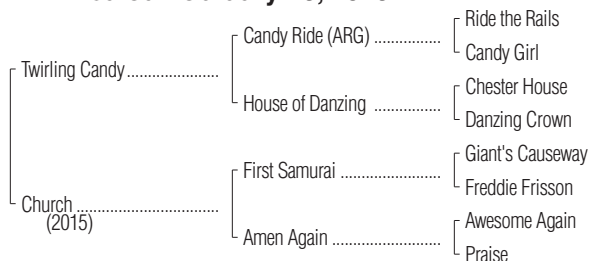 Ride the Rails
Candy Ride (ARG) ................
Candy Girl
Twirling Candy ......................
Chester House
House of Danzing ................
Danzing Crown
Giant's Causeway
First Samurai ........................
Freddie Frisson
Church ..................................
(2015)
Awesome Again
Amen Again ..........................
Praise